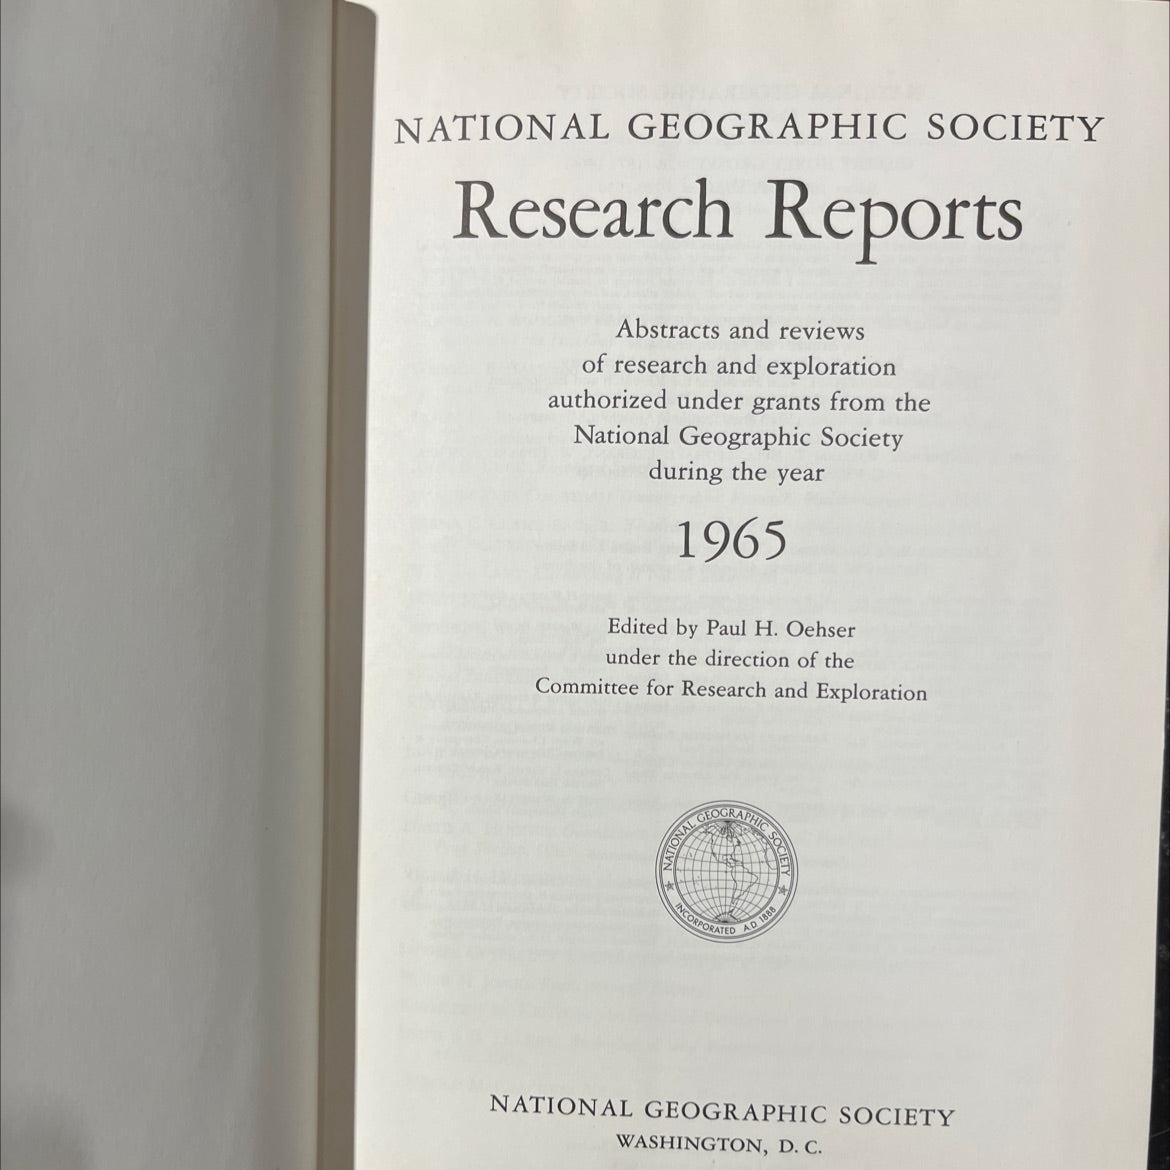 NATIONAL GEOGRAPHIC SOCIETY
Research Reports
Abstracts and reviews
of research and exploration
authorized under grants from the
National Geographic Society
during the year
1965
Edited by Paul H. Oehser
under the direction of the
Committee for Research and Exploration
NATIONAL GEOGRAPHIC SOCIETY
INCORPORATED A.D 1888
NATIONAL GEOGRAPHIC SOCIETY
WASHINGTON, D. C.